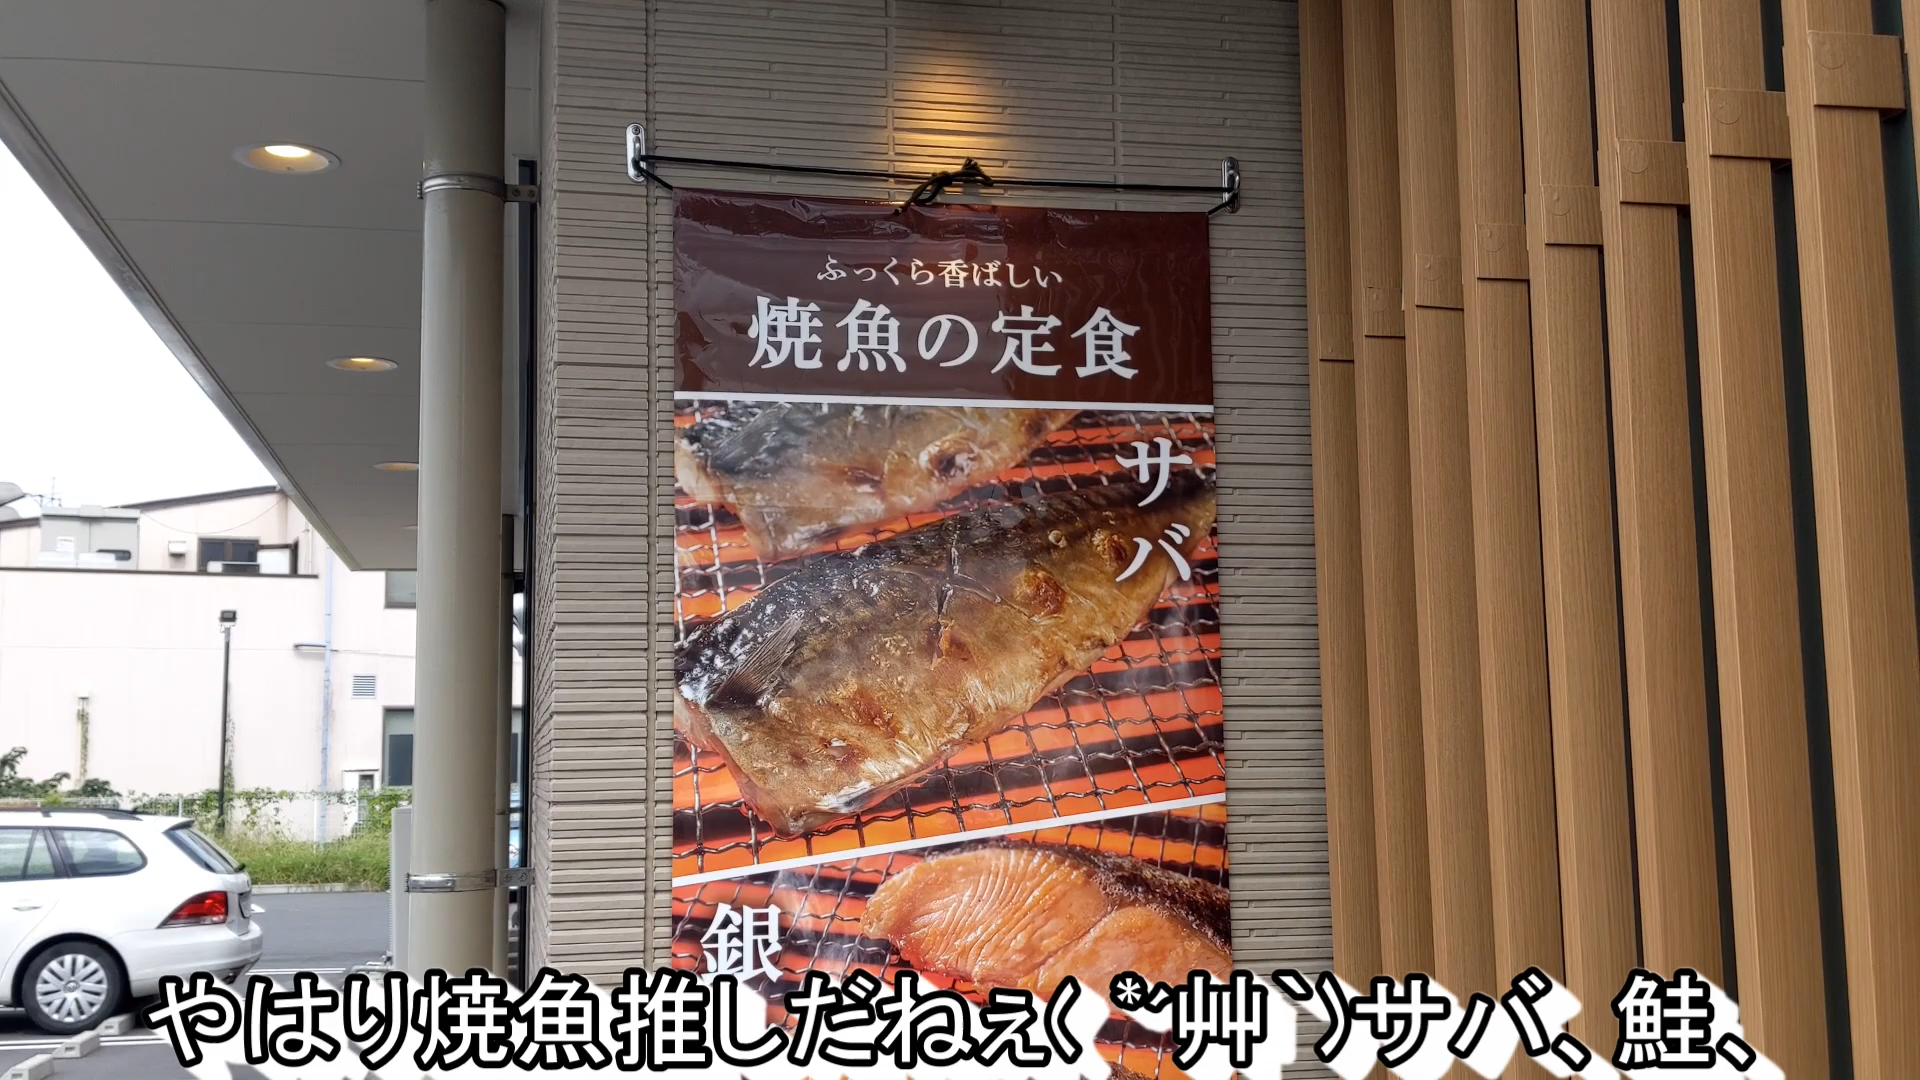 ふっくら香ばしい
焼魚の定食
サバ
銀
やはり焼魚推しだねぇ( *´艸`)サバ、鮭、